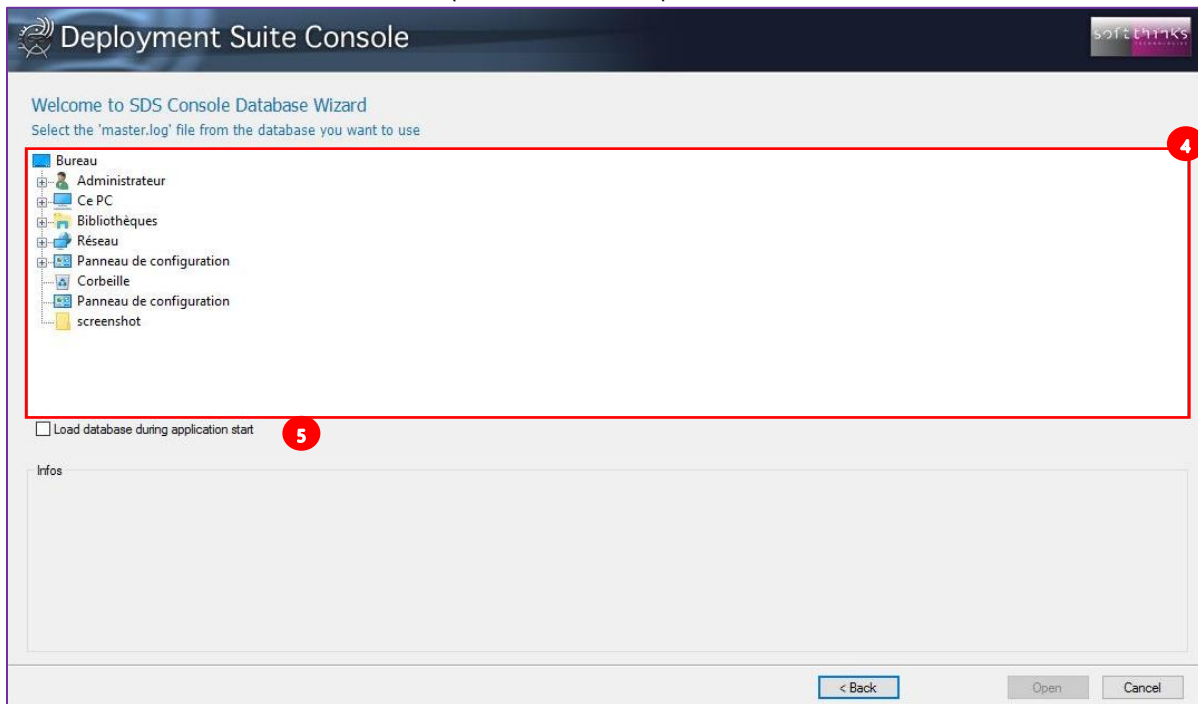 Deployment Suite Console
softthinks
TECHNOLOGIES
Welcome to SDS Console Database Wizard
Select the 'master.log' file from the database you want to use
4
Bureau
Administrateur
Ce PC
Bibliothèques
Réseau
Panneau de configuration
Corbeille
Panneau de configuration
screenshot
Load database during application start
5
Infos
< Back
Open
Cancel